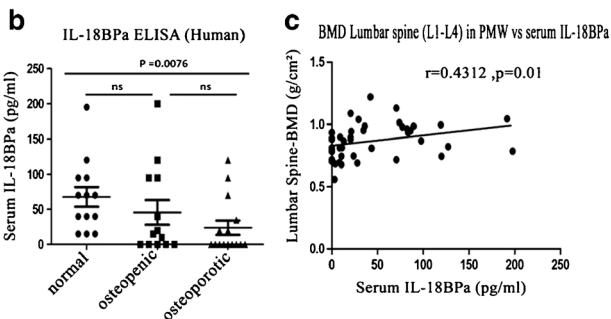 b
IL-18BPa ELISA (Human)
P =0.0076
ns ns
Serum IL-18BPa (pg/ml)
250
200
150
100
50
0
normal osteopenic osteoporotic
c
BMD Lumbar spine (L1-L4) in PMW vs serum IL-18BPa
r=0.4312 ,p=0.01
Lumbar Spine-BMD (g/cm²)
1.5
1.0
0.5
0.0
0 50 100 150 200 250
Serum IL-18BPa (pg/ml)